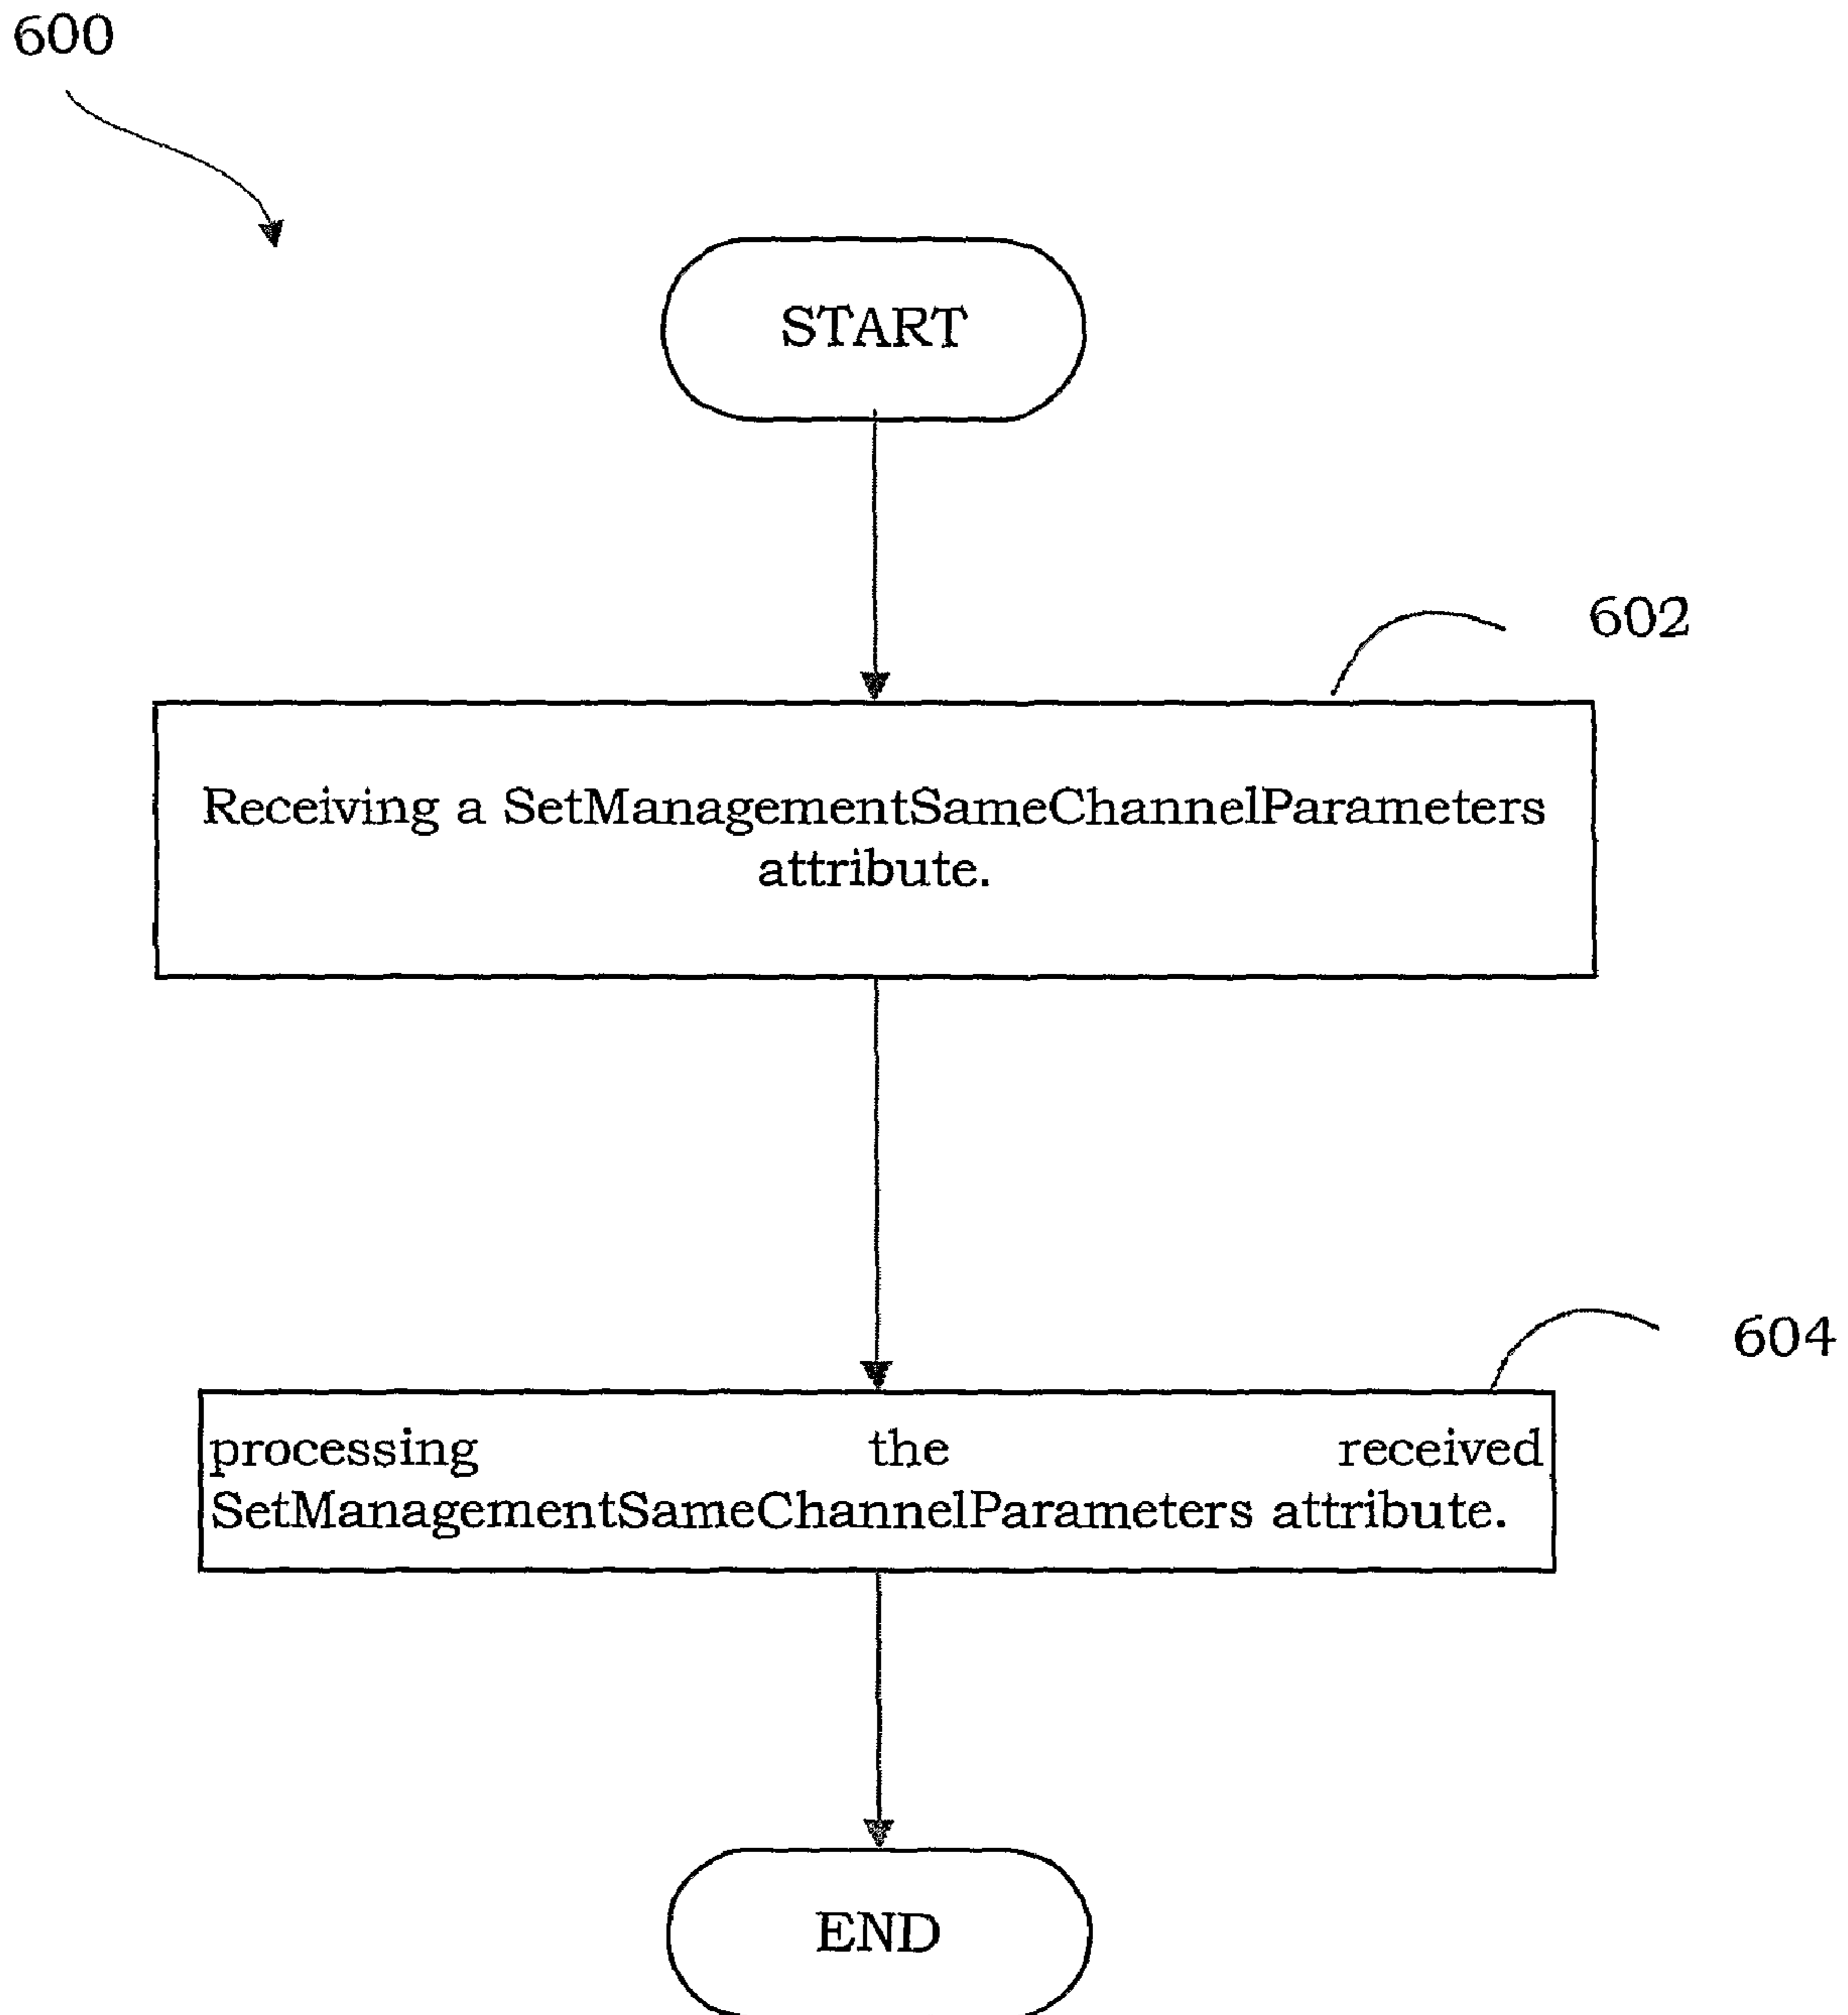 600
START
602
Receiving a SetManagementSameChannelParameters
attribute.
604
processing the received
SetManagementSameChannelParameters attribute.
END